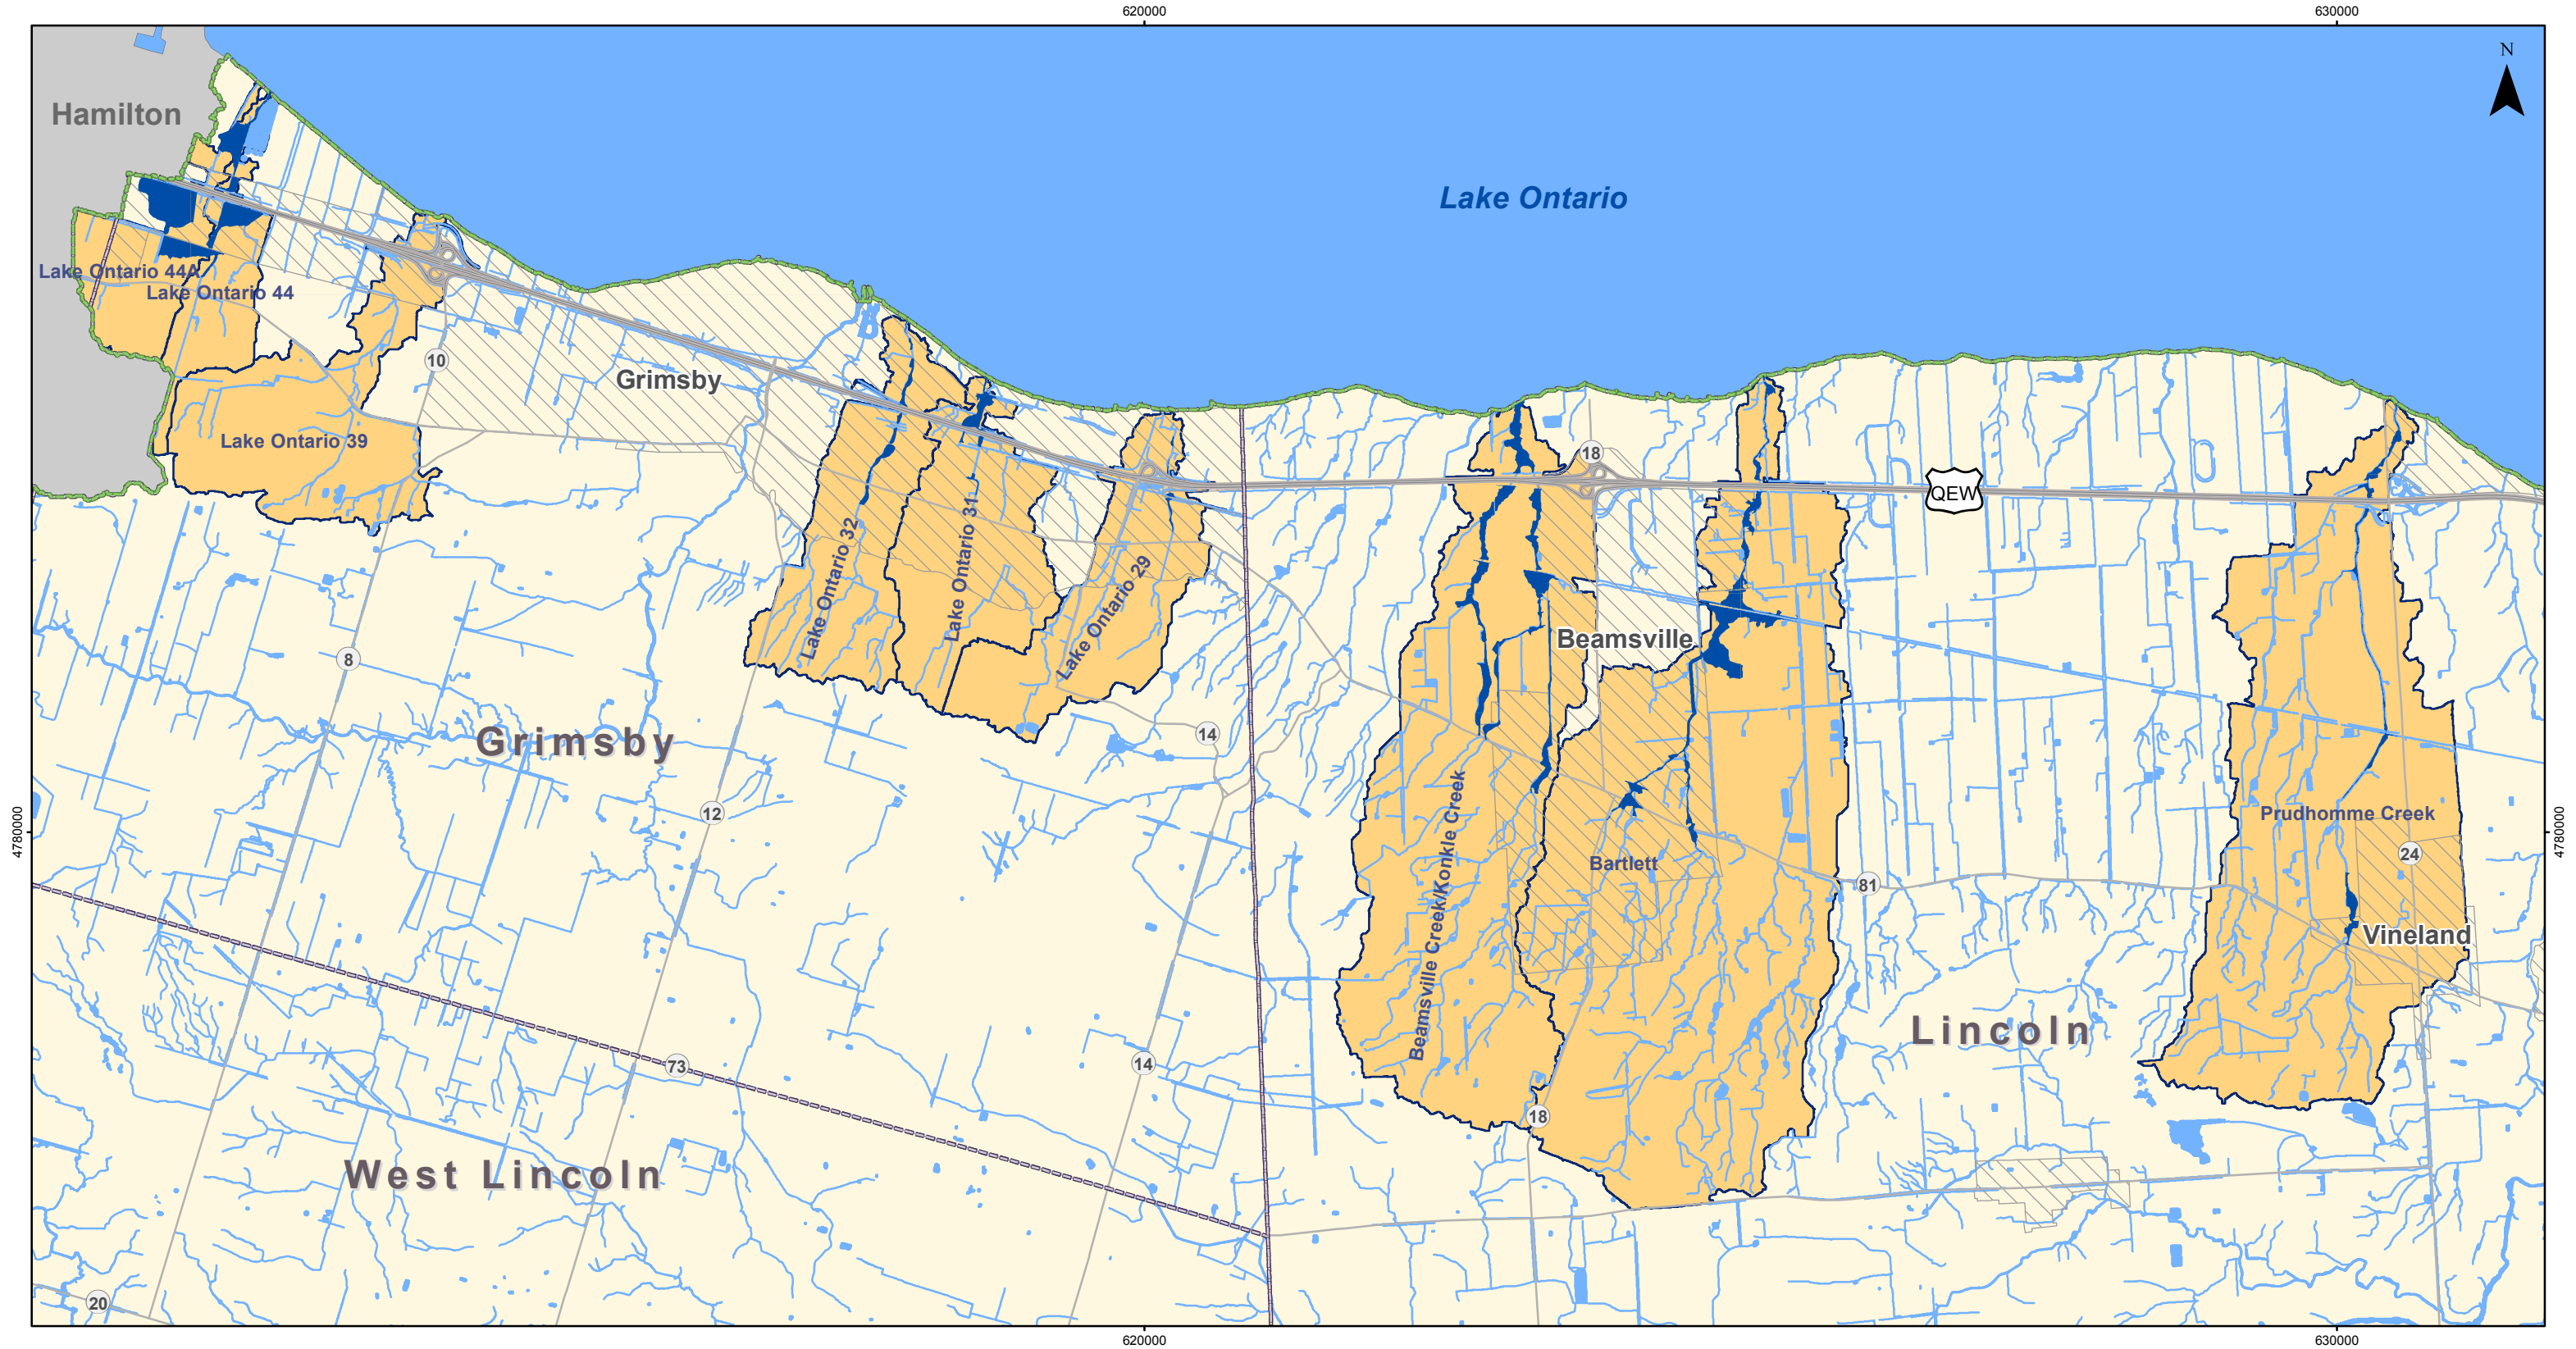 620000
630000
N
Hamilton
Lake Ontario
Lake Ontario 44A
Lake Ontario 44
10
Grimsby
Lake Ontario 39
18
QEW
Lake Ontario 32
Lake Ontario 31
Lake Ontario 29
Beamsville
8
14
Grimsby
12
4780000
4780000
Prudhomme Creek
24
Beamsville Creek/Konkle Creek
Bartlett
81
Vineland
Lincoln
73
14
18
West Lincoln
20
620000
630000